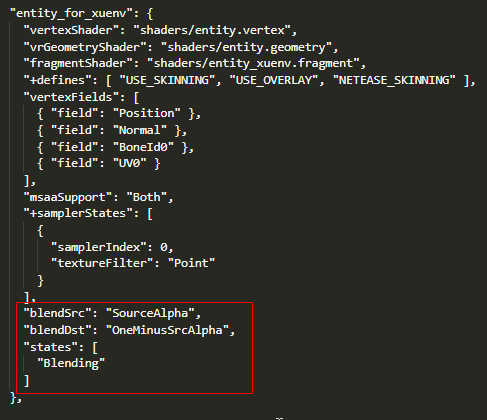 "entity_for_xuenv": {
"vertexShader": "shaders/entity.vertex",
"vrGeometryShader": "shaders/entity.geometry",
"fragmentShader": "shaders/entity_xuenv.fragment",
"+defines": [ "USE_SKINNING", "USE_OVERLAY", "NETEASE_SKINNING" ],
"vertexFields": [
{ "field": "Position" },
{ "field": "Normal" },
{ "field": "BoneId0" },
{ "field": "UV0" }
],
"msaaSupport": "Both",
"+samplerStates": [
{
"samplerIndex": 0,
"textureFilter": "Point"
}
],
"blendSrc": "SourceAlpha",
"blendDst": "OneMinusSrcAlpha",
"states": [
"Blending"
]
},